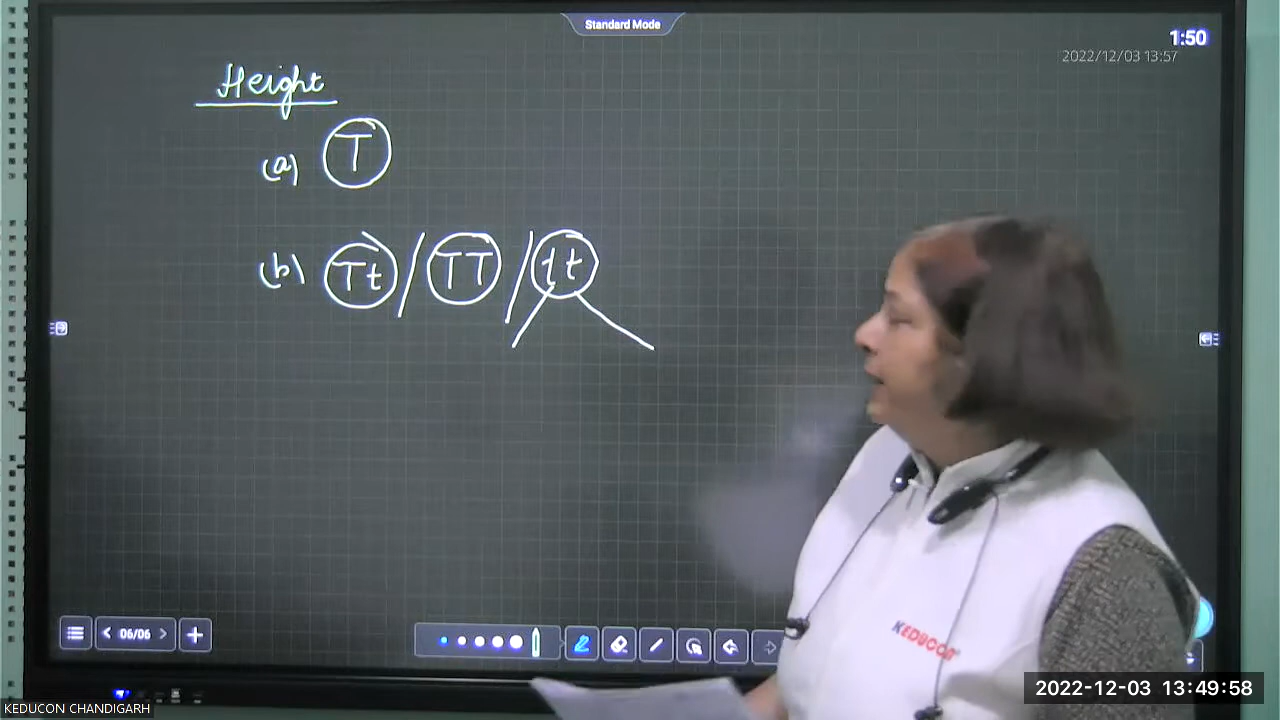 Standard Mode
1:50
2022/12/03 13:57
Height
(a) T
(b) Tt / TT / tt
06/06
KEDUCON
2022-12-03 13:49:58
KEDUCON CHANDIGARH